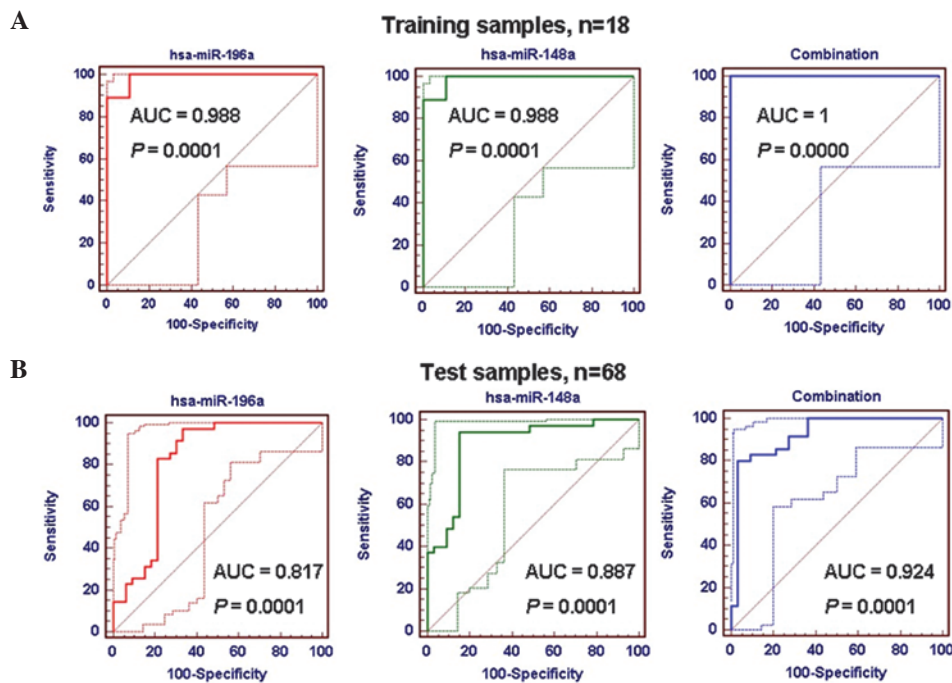 A
Training samples, n=18
hsa-miR-196a
Sensitivity
100
80
60
40
20
0
AUC = 0.988
P = 0.0001
0 20 40 60 80 100
100-Specificity
hsa-miR-148a
Sensitivity
100
80
60
40
20
0
AUC = 0.988
P = 0.0001
0 20 40 60 80 100
100-Specificity
Combination
Sensitivity
100
80
60
40
20
0
AUC = 1
P = 0.0000
0 20 40 60 80 100
100-Specificity
B
Test samples, n=68
hsa-miR-196a
Sensitivity
100
80
60
40
20
0
AUC = 0.817
P = 0.0001
0 20 40 60 80 100
100-Specificity
hsa-miR-148a
Sensitivity
100
80
60
40
20
0
AUC = 0.887
P = 0.0001
0 20 40 60 80 100
100-Specificity
Combination
Sensitivity
100
80
60
40
20
0
AUC = 0.924
P = 0.0001
0 20 40 60 80 100
100-Specificity